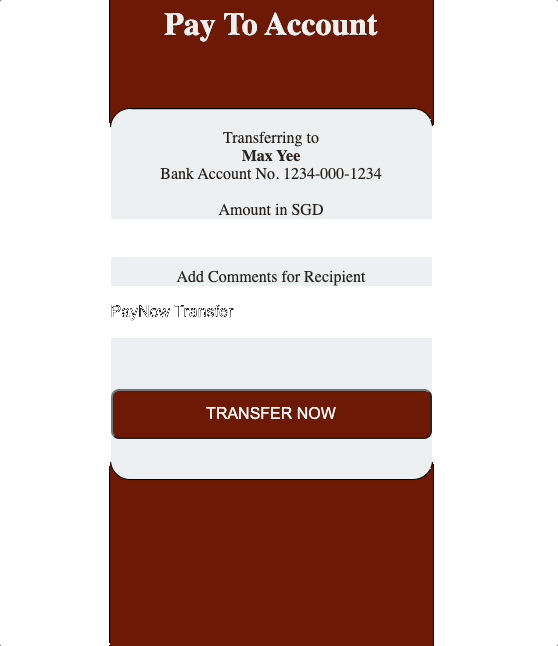 Pay To Account
Transferring to
Max Yee
Bank Account No. 1234-000-1234
Amount in SGD
Add Comments for Recipient
PayNow Transfer
TRANSFER NOW